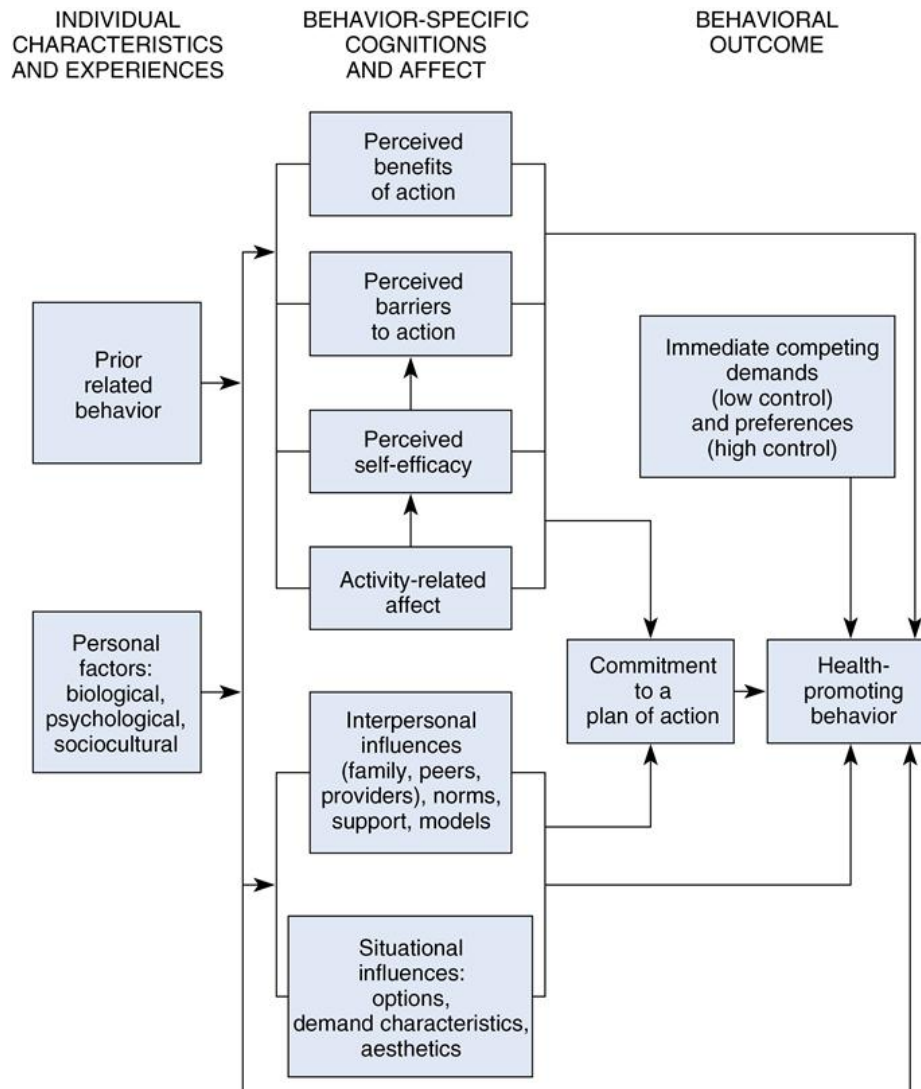 INDIVIDUAL
CHARACTERISTICS
AND EXPERIENCES
BEHAVIOR-SPECIFIC
COGNITIONS
AND AFFECT
BEHAVIORAL
OUTCOME
Perceived
benefits
of action
Perceived
barriers
to action
Prior
related
behavior
Immediate competing
demands
(low control)
and preferences
(high control)
Perceived
self-efficacy
Activity-related
affect
Personal
factors:
biological,
psychological,
sociocultural
Commitment
to a
plan of action
Health-
promoting
behavior
Interpersonal
influences
(family, peers,
providers), norms,
support, models
Situational
influences:
options,
demand characteristics,
aesthetics